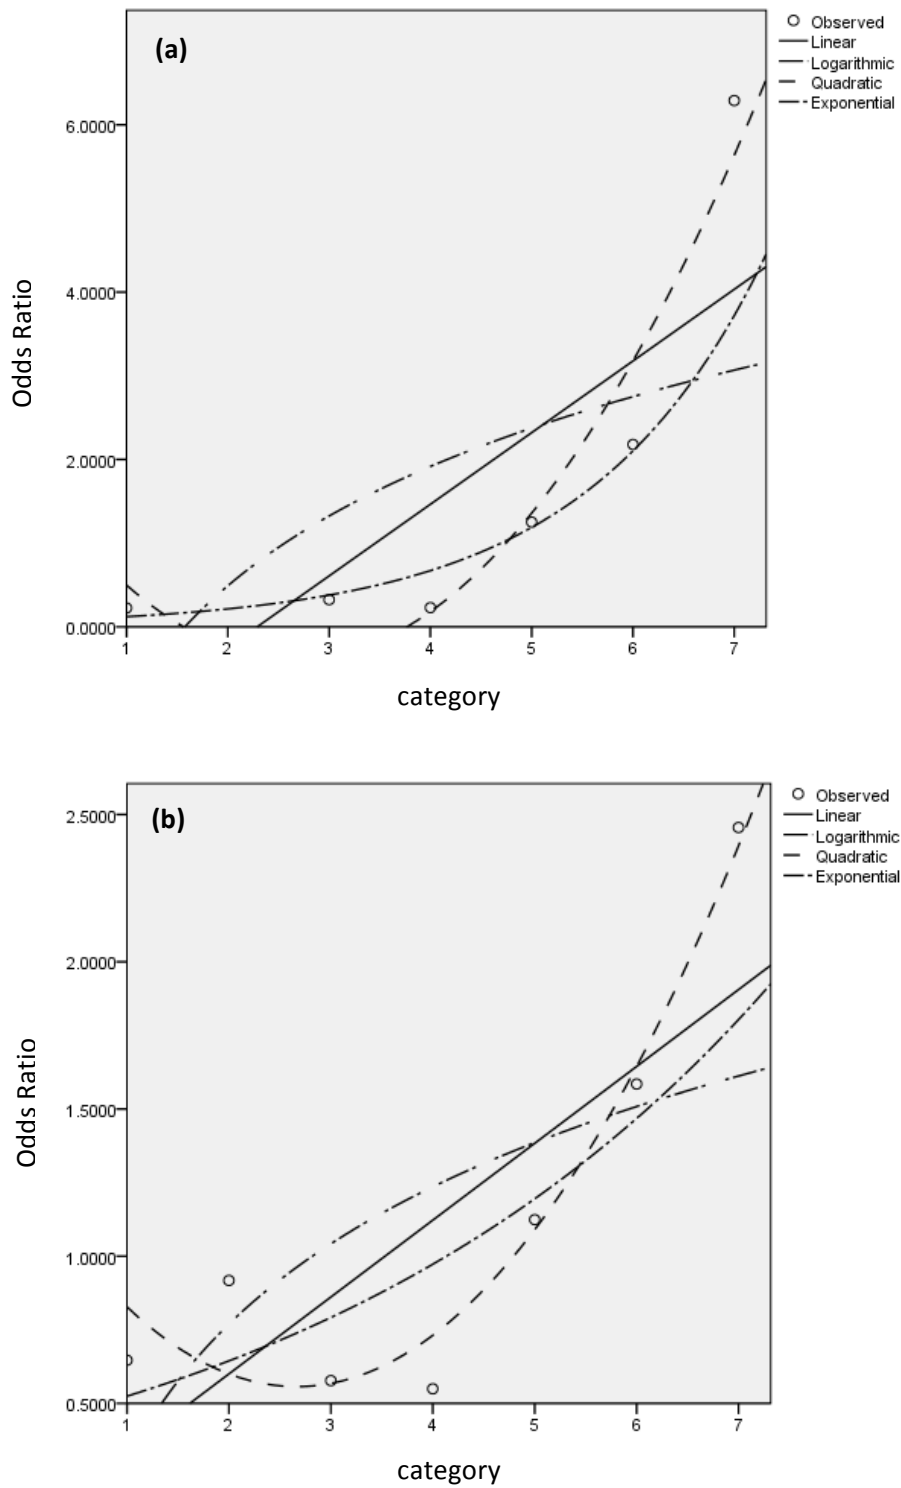 (a)
Observed
Linear
Logarithmic
Quadratic
Exponential
6.0000
4.0000
2.0000
0.0000
Odds Ratio
1 2 3 4 5 6 7
category
(b)
Observed
Linear
Logarithmic
Quadratic
Exponential
2.5000
2.0000
1.5000
1.0000
0.5000
Odds Ratio
1 2 3 4 5 6 7
category